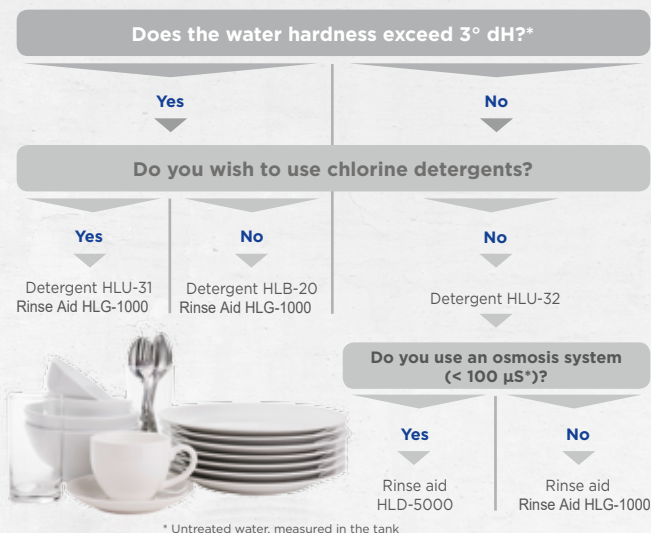 Does the water hardness exceed 3° dH?*
Yes
No
Do you wish to use chlorine detergents?
Yes
No
No
Detergent HLU-31
Rinse Aid HLG-1000
Detergent HLB-20
Rinse Aid HLG-1000
Detergent HLU-32
Do you use an osmosis system
(< 100 µS*)?
Yes
No
Rinse aid
HLD-5000
Rinse aid
Rinse Aid HLG-1000
* Untreated water, measured in the tank